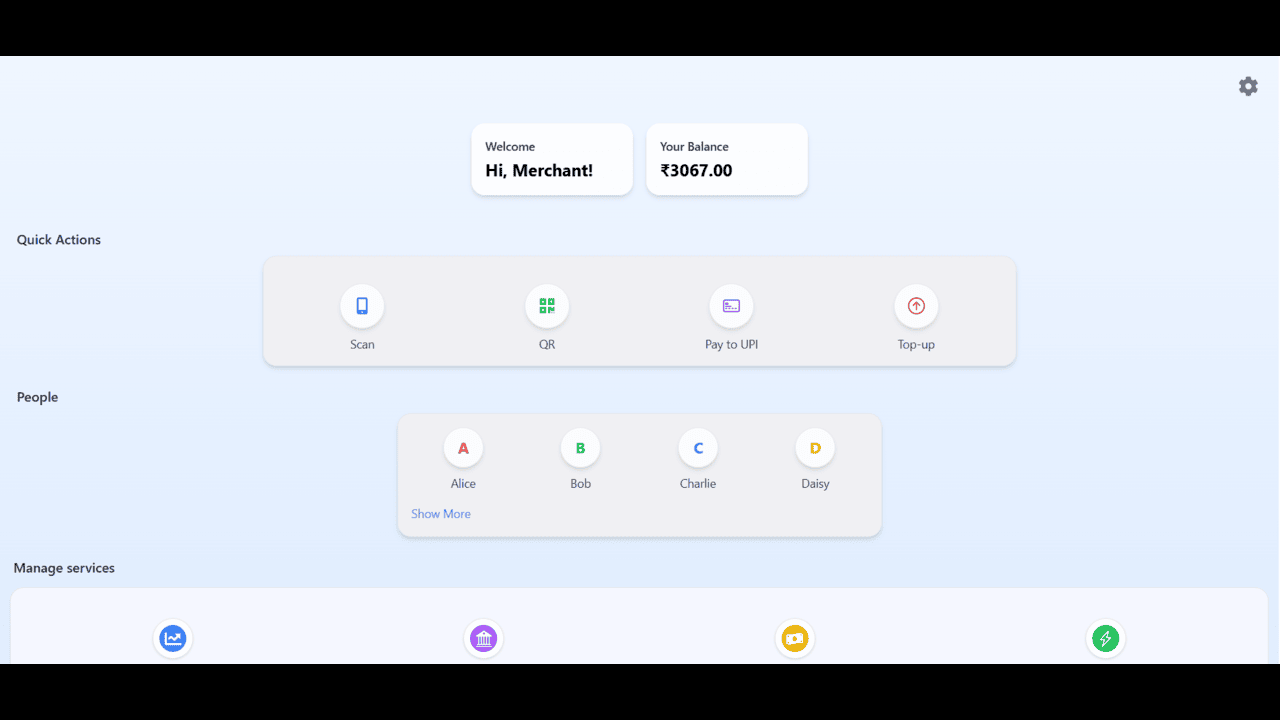 Welcome
Hi, Merchant!
Your Balance
₹3067.00
Quick Actions
Scan
QR
Pay to UPI
Top-up
People
A
B
C
D
Alice
Bob
Charlie
Daisy
Show More
Manage services